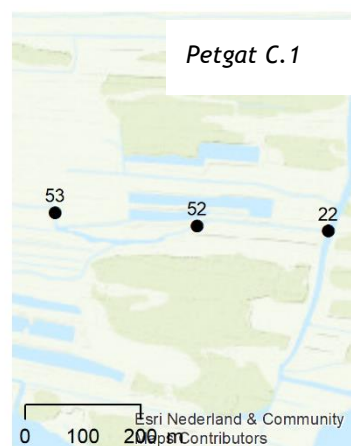 Petgat C.1
53
52
22
Esri Nederland & Community
Maps Contributors
0 100 200 m